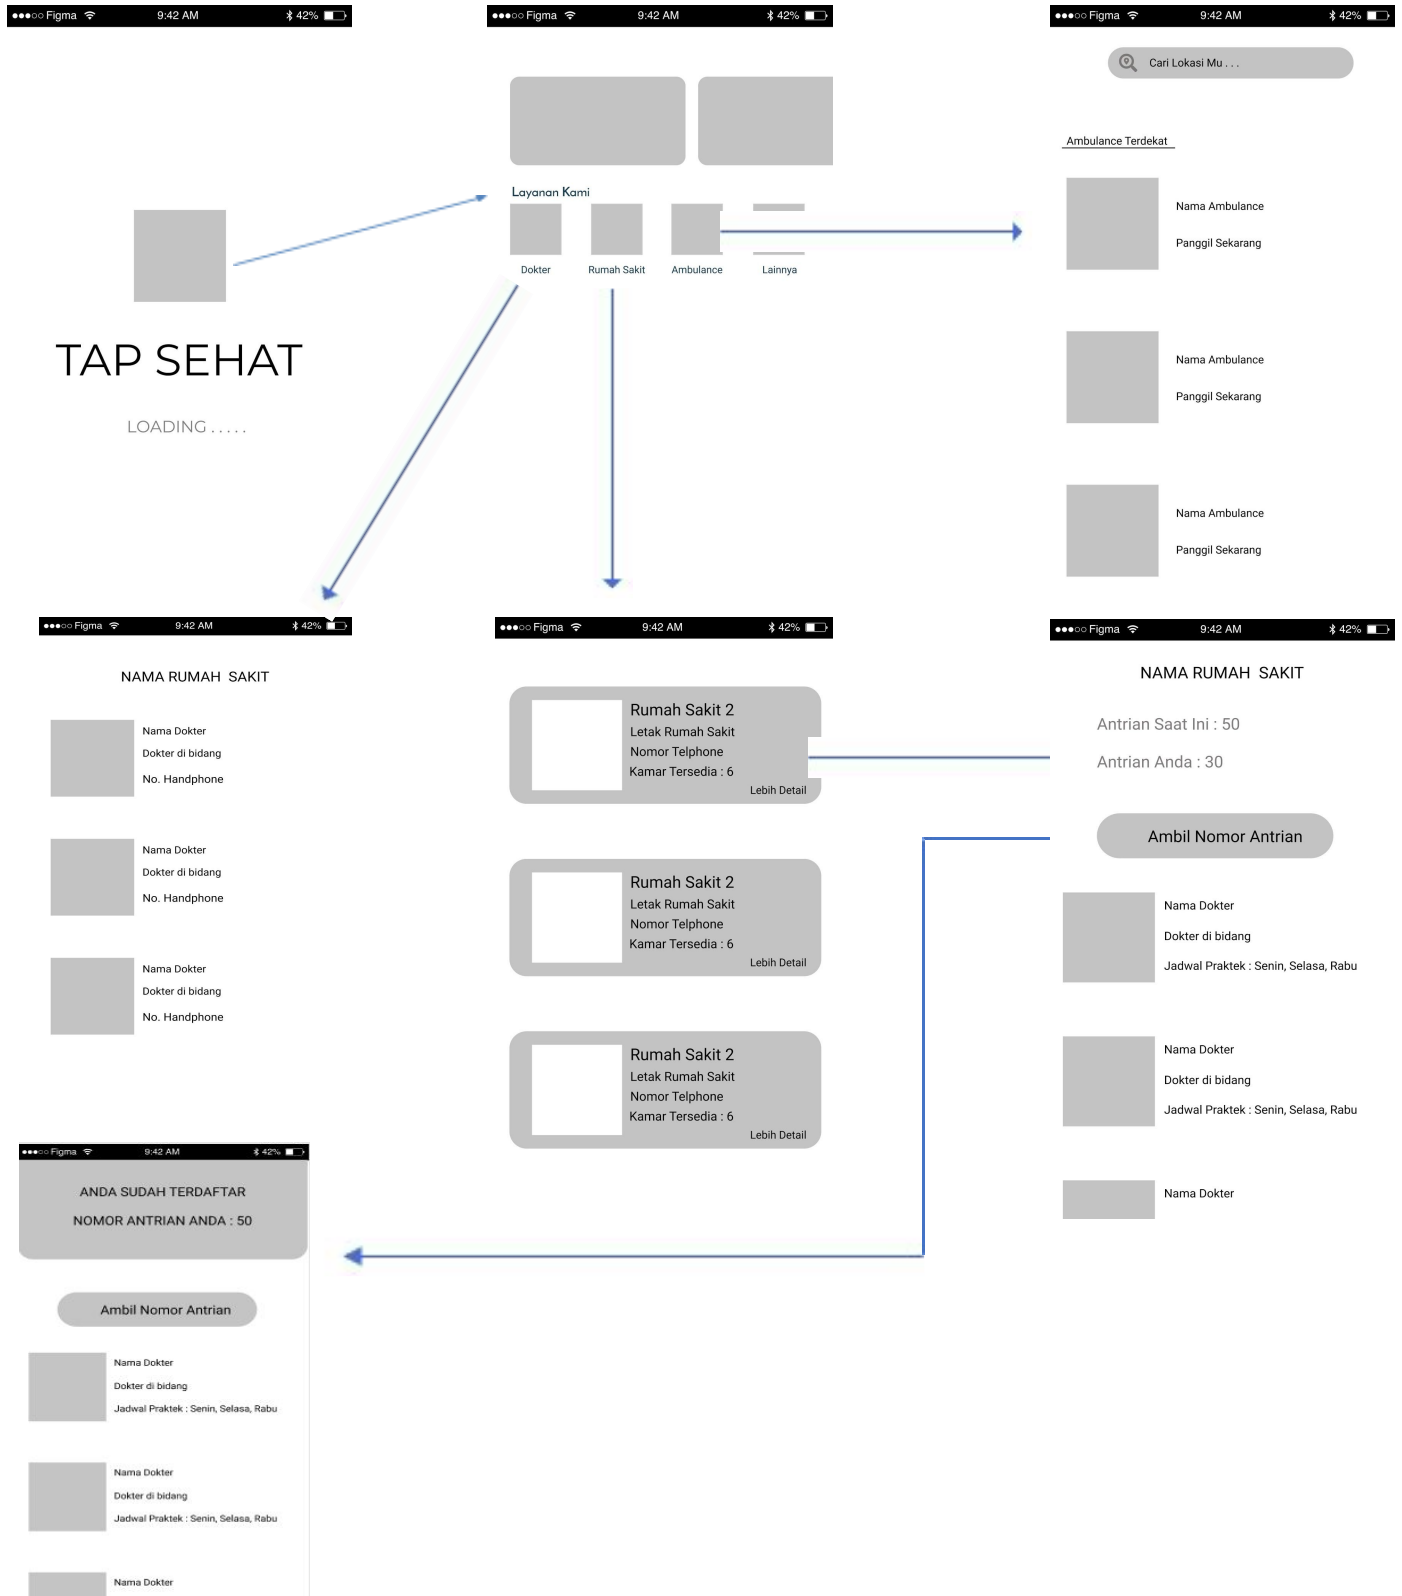 ●●●○○ Figma 9:42 AM 42%
TAP SEHAT
LOADING . . . . .
●●●○○ Figma 9:42 AM 42%
Layanan Kami
Dokter Rumah Sakit Ambulance Lainnya
●●●○○ Figma 9:42 AM 42%
Cari Lokasi Mu . . .
Ambulance Terdekat
Nama Ambulance
Panggil Sekarang
Nama Ambulance
Panggil Sekarang
Nama Ambulance
Panggil Sekarang
●●●○○ Figma 9:42 AM 42%
NAMA RUMAH SAKIT
Nama Dokter
Dokter di bidang
No. Handphone
Nama Dokter
Dokter di bidang
No. Handphone
Nama Dokter
Dokter di bidang
No. Handphone
●●●○○ Figma 9:42 AM 42%
Rumah Sakit 2
Letak Rumah Sakit
Nomor Telphone
Kamar Tersedia : 6
Lebih Detail
Rumah Sakit 2
Letak Rumah Sakit
Nomor Telphone
Kamar Tersedia : 6
Lebih Detail
Rumah Sakit 2
Letak Rumah Sakit
Nomor Telphone
Kamar Tersedia : 6
Lebih Detail
●●●○○ Figma 9:42 AM 42%
NAMA RUMAH SAKIT
Antrian Saat Ini : 50
Antrian Anda : 30
Ambil Nomor Antrian
Nama Dokter
Dokter di bidang
Jadwal Praktek : Senin, Selasa, Rabu
Nama Dokter
Dokter di bidang
Jadwal Praktek : Senin, Selasa, Rabu
Nama Dokter
●●●○○ Figma 9:42 AM 42%
ANDA SUDAH TERDAFTAR
NOMOR ANTRIAN ANDA : 50
Ambil Nomor Antrian
Nama Dokter
Dokter di bidang
Jadwal Praktek : Senin, Selasa, Rabu
Nama Dokter
Dokter di bidang
Jadwal Praktek : Senin, Selasa, Rabu
Nama Dokter